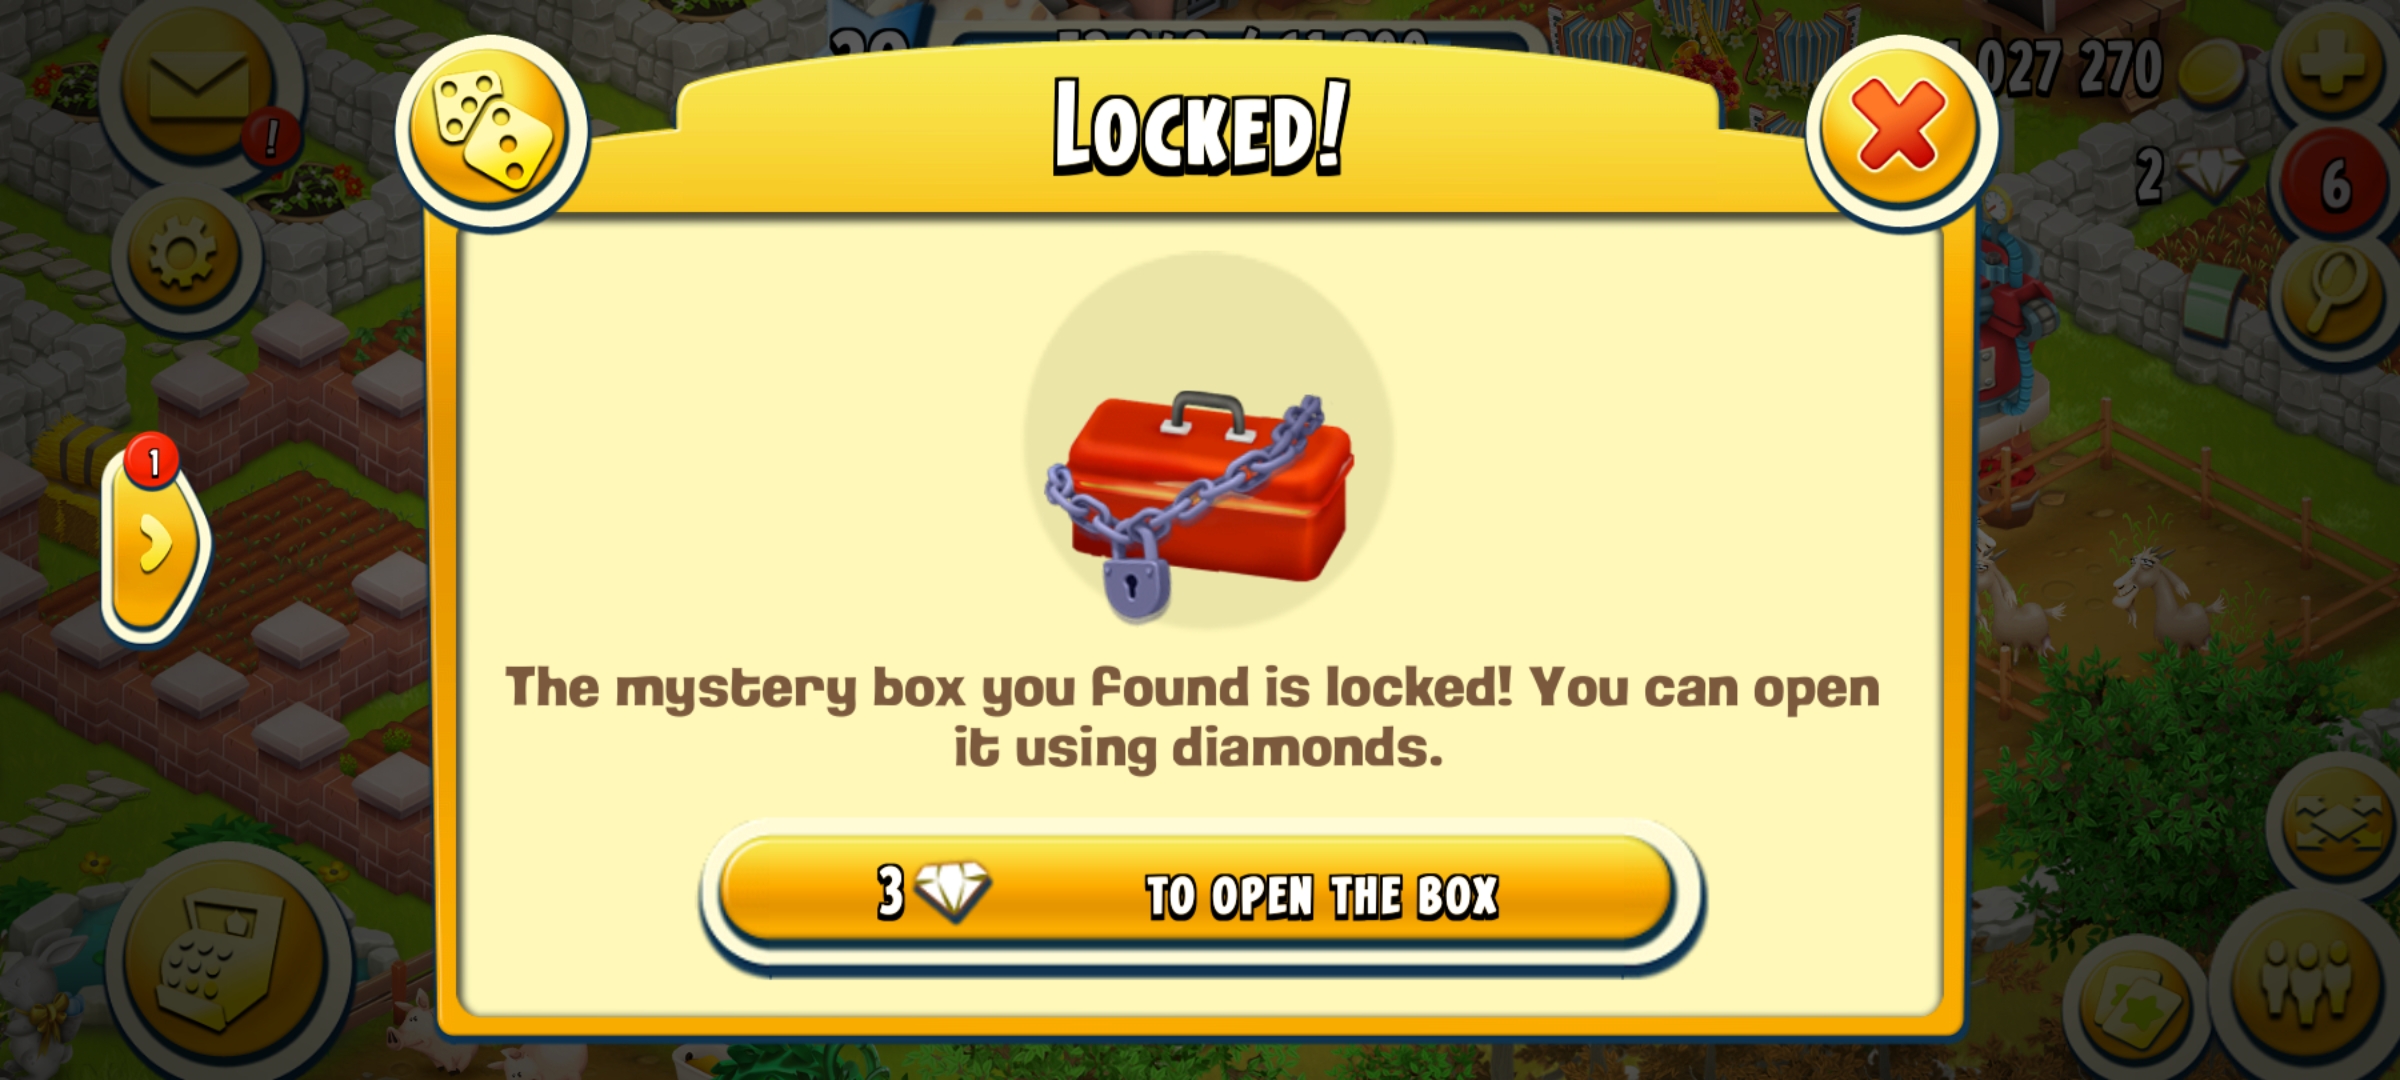 LOCKED!
027 270
!
2
6
1
The mystery box you found is locked! You can open
it using diamonds.
3 TO OPEN THE BOX